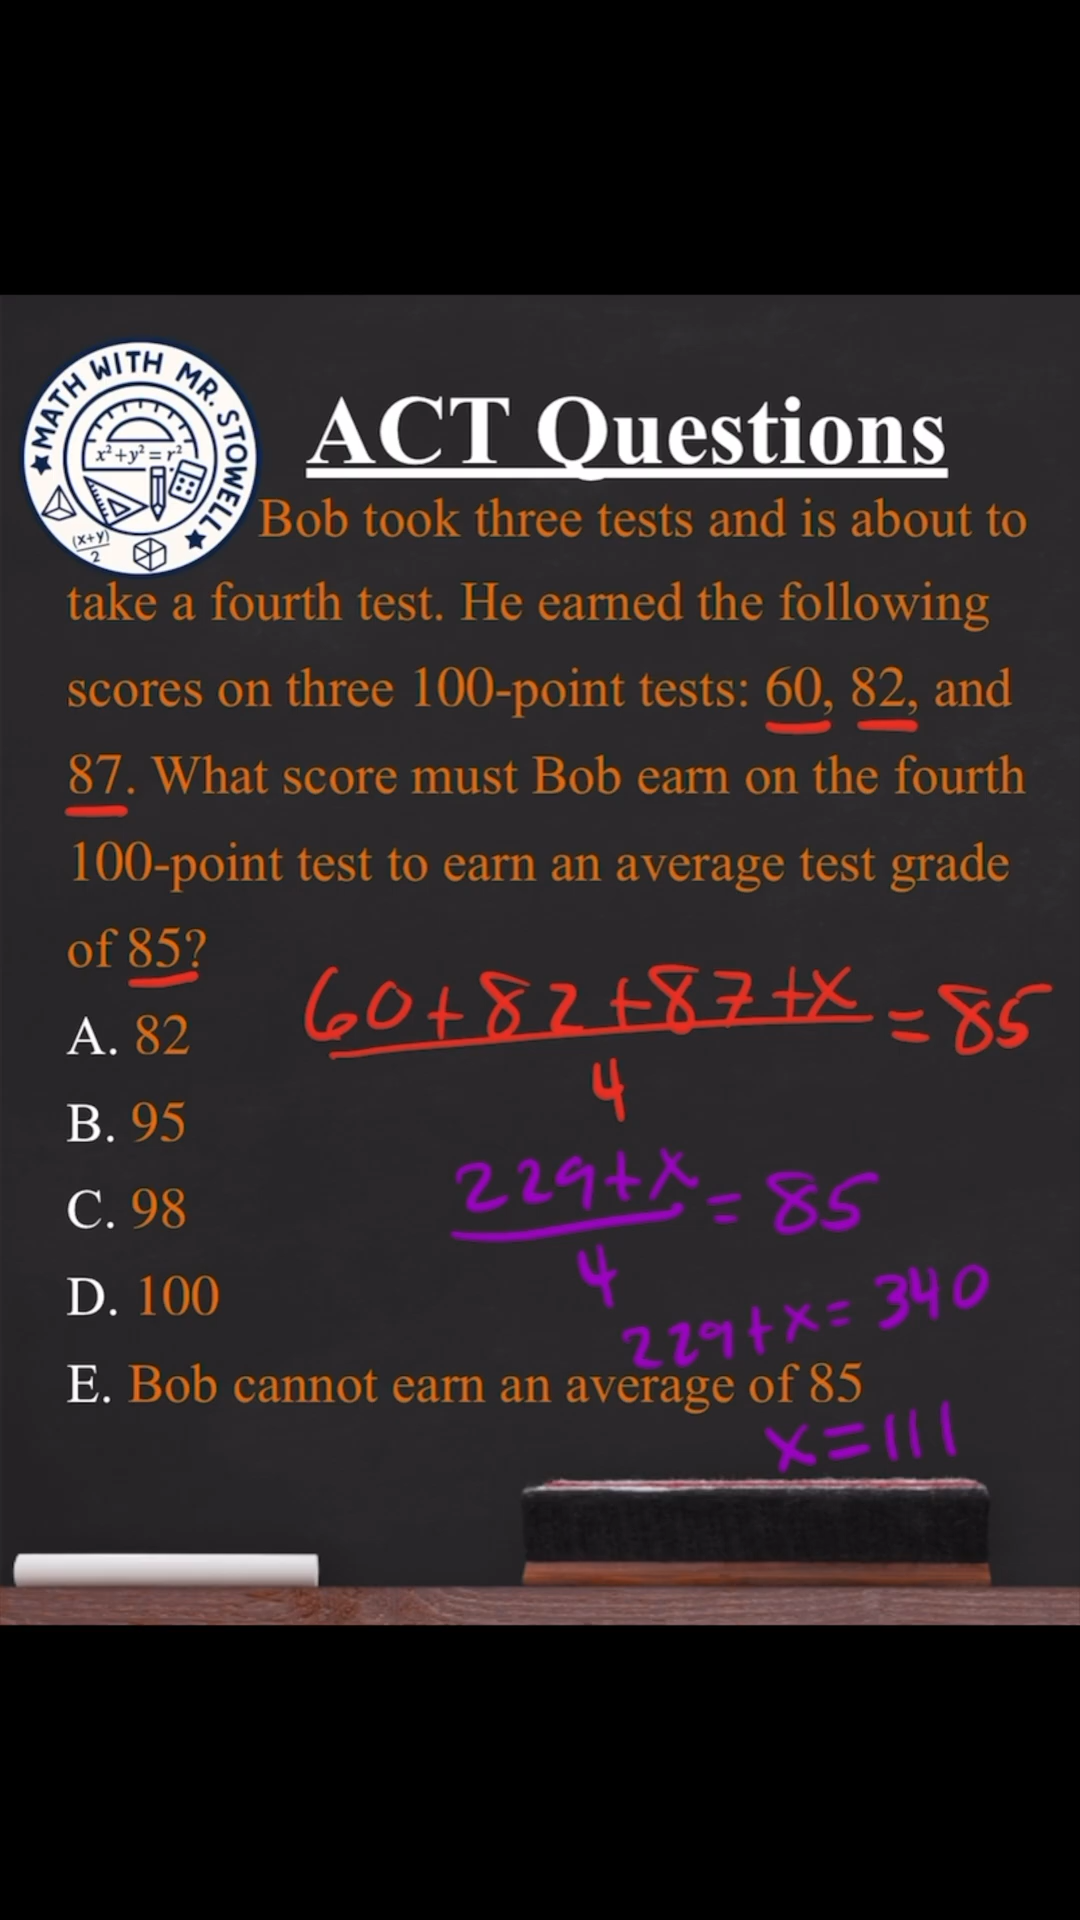 MATH WITH MR. STOWELL
x²+y²=r²
(x+y)
2
ACT Questions
Bob took three tests and is about to
take a fourth test. He earned the following
scores on three 100-point tests: 60, 82, and
87. What score must Bob earn on the fourth
100-point test to earn an average test grade
of 85?
60+82+87+x = 85
4
A. 82
B. 95
229+x = 85
4
C. 98
D. 100
229+x = 340
E. Bob cannot earn an average of 85
x=111